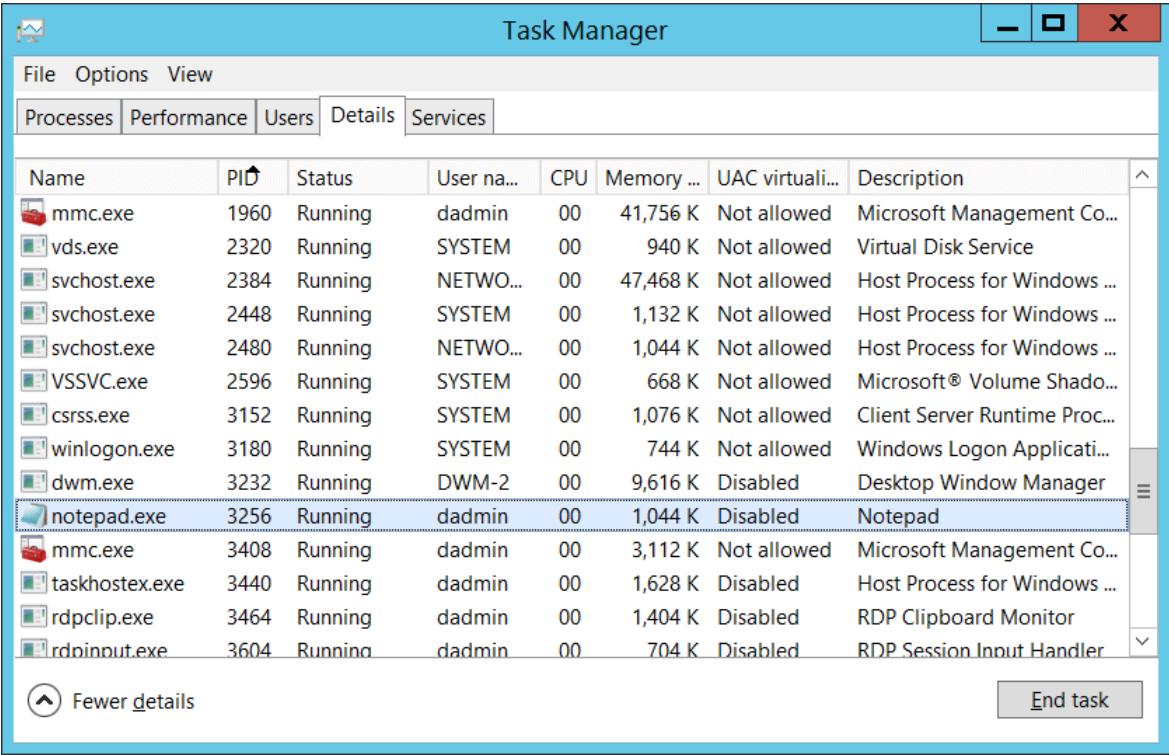 Task Manager
File Options View
Processes Performance Users Details Services
Name PID Status User na... CPU Memory ... UAC virtuali... Description
mmc.exe 1960 Running dadmin 00 41,756 K Not allowed Microsoft Management Co...
vds.exe 2320 Running SYSTEM 00 940 K Not allowed Virtual Disk Service
svchost.exe 2384 Running NETWO... 00 47,468 K Not allowed Host Process for Windows ...
svchost.exe 2448 Running SYSTEM 00 1,132 K Not allowed Host Process for Windows ...
svchost.exe 2480 Running NETWO... 00 1,044 K Not allowed Host Process for Windows ...
VSSVC.exe 2596 Running SYSTEM 00 668 K Not allowed Microsoft® Volume Shado...
csrss.exe 3152 Running SYSTEM 00 1,076 K Not allowed Client Server Runtime Proc...
winlogon.exe 3180 Running SYSTEM 00 744 K Not allowed Windows Logon Applicati...
dwm.exe 3232 Running DWM-2 00 9,616 K Disabled Desktop Window Manager
notepad.exe 3256 Running dadmin 00 1,044 K Disabled Notepad
mmc.exe 3408 Running dadmin 00 3,112 K Not allowed Microsoft Management Co...
taskhostex.exe 3440 Running dadmin 00 1,628 K Disabled Host Process for Windows ...
rdpclip.exe 3464 Running dadmin 00 1,404 K Disabled RDP Clipboard Monitor
rdpinput.exe 3604 Running dadmin 00 704 K Disabled RDP Session Input Handler
Fewer details End task